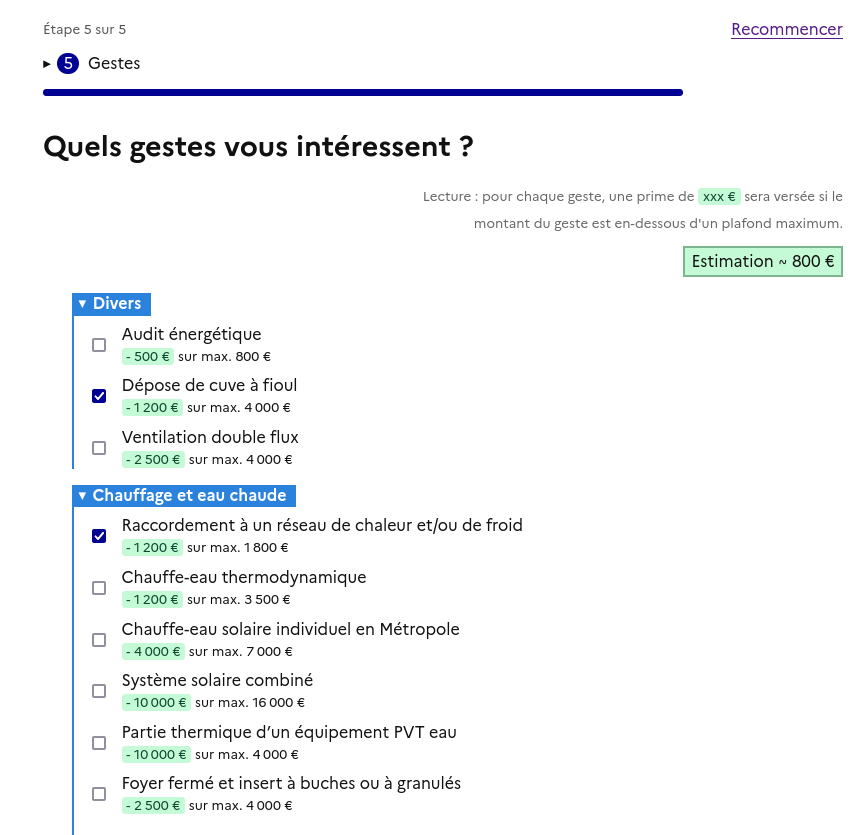 Étape 5 sur 5
Recommencer
▸ 5 Gestes
Quels gestes vous intéressent ?
Lecture : pour chaque geste, une prime de xxx € sera versée si le
montant du geste est en-dessous d'un plafond maximum.
Estimation ~ 800 €
▾ Divers
Audit énergétique
- 500 € sur max. 800 €
Dépose de cuve à fioul
- 1 200 € sur max. 4 000 €
Ventilation double flux
- 2 500 € sur max. 4 000 €
▾ Chauffage et eau chaude
Raccordement à un réseau de chaleur et/ou de froid
- 1 200 € sur max. 1 800 €
Chauffe-eau thermodynamique
- 1 200 € sur max. 3 500 €
Chauffe-eau solaire individuel en Métropole
- 4 000 € sur max. 7 000 €
Système solaire combiné
- 10 000 € sur max. 16 000 €
Partie thermique d’un équipement PVT eau
- 10 000 € sur max. 4 000 €
Foyer fermé et insert à buches ou à granulés
- 2 500 € sur max. 4 000 €